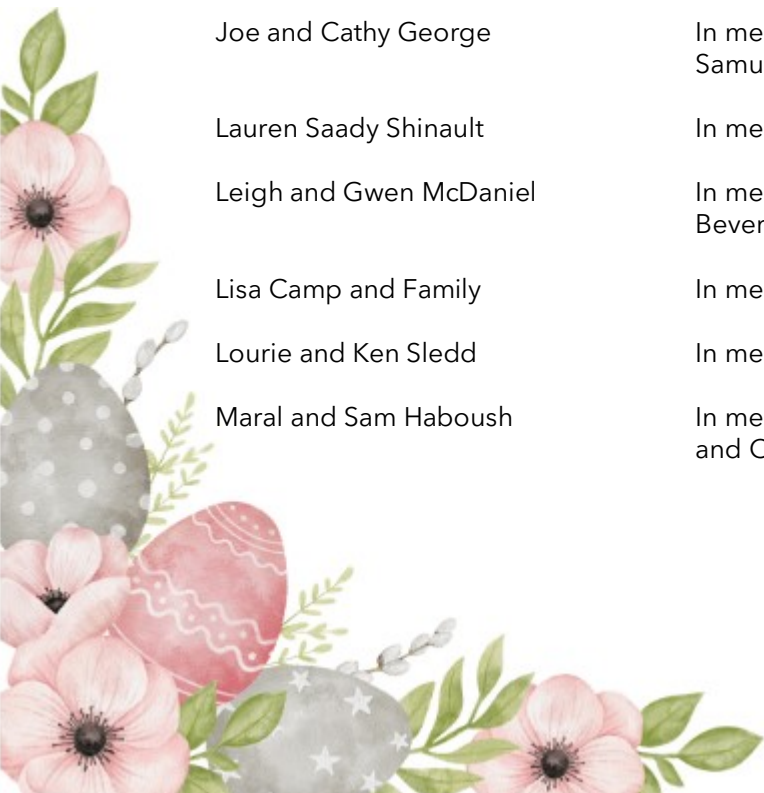 Joe and Cathy George In me
Samu
Lauren Saady Shinault In me
Leigh and Gwen McDaniel In me
Bever
Lisa Camp and Family In me
Lourie and Ken Sledd In me
Maral and Sam Haboush In me
and C